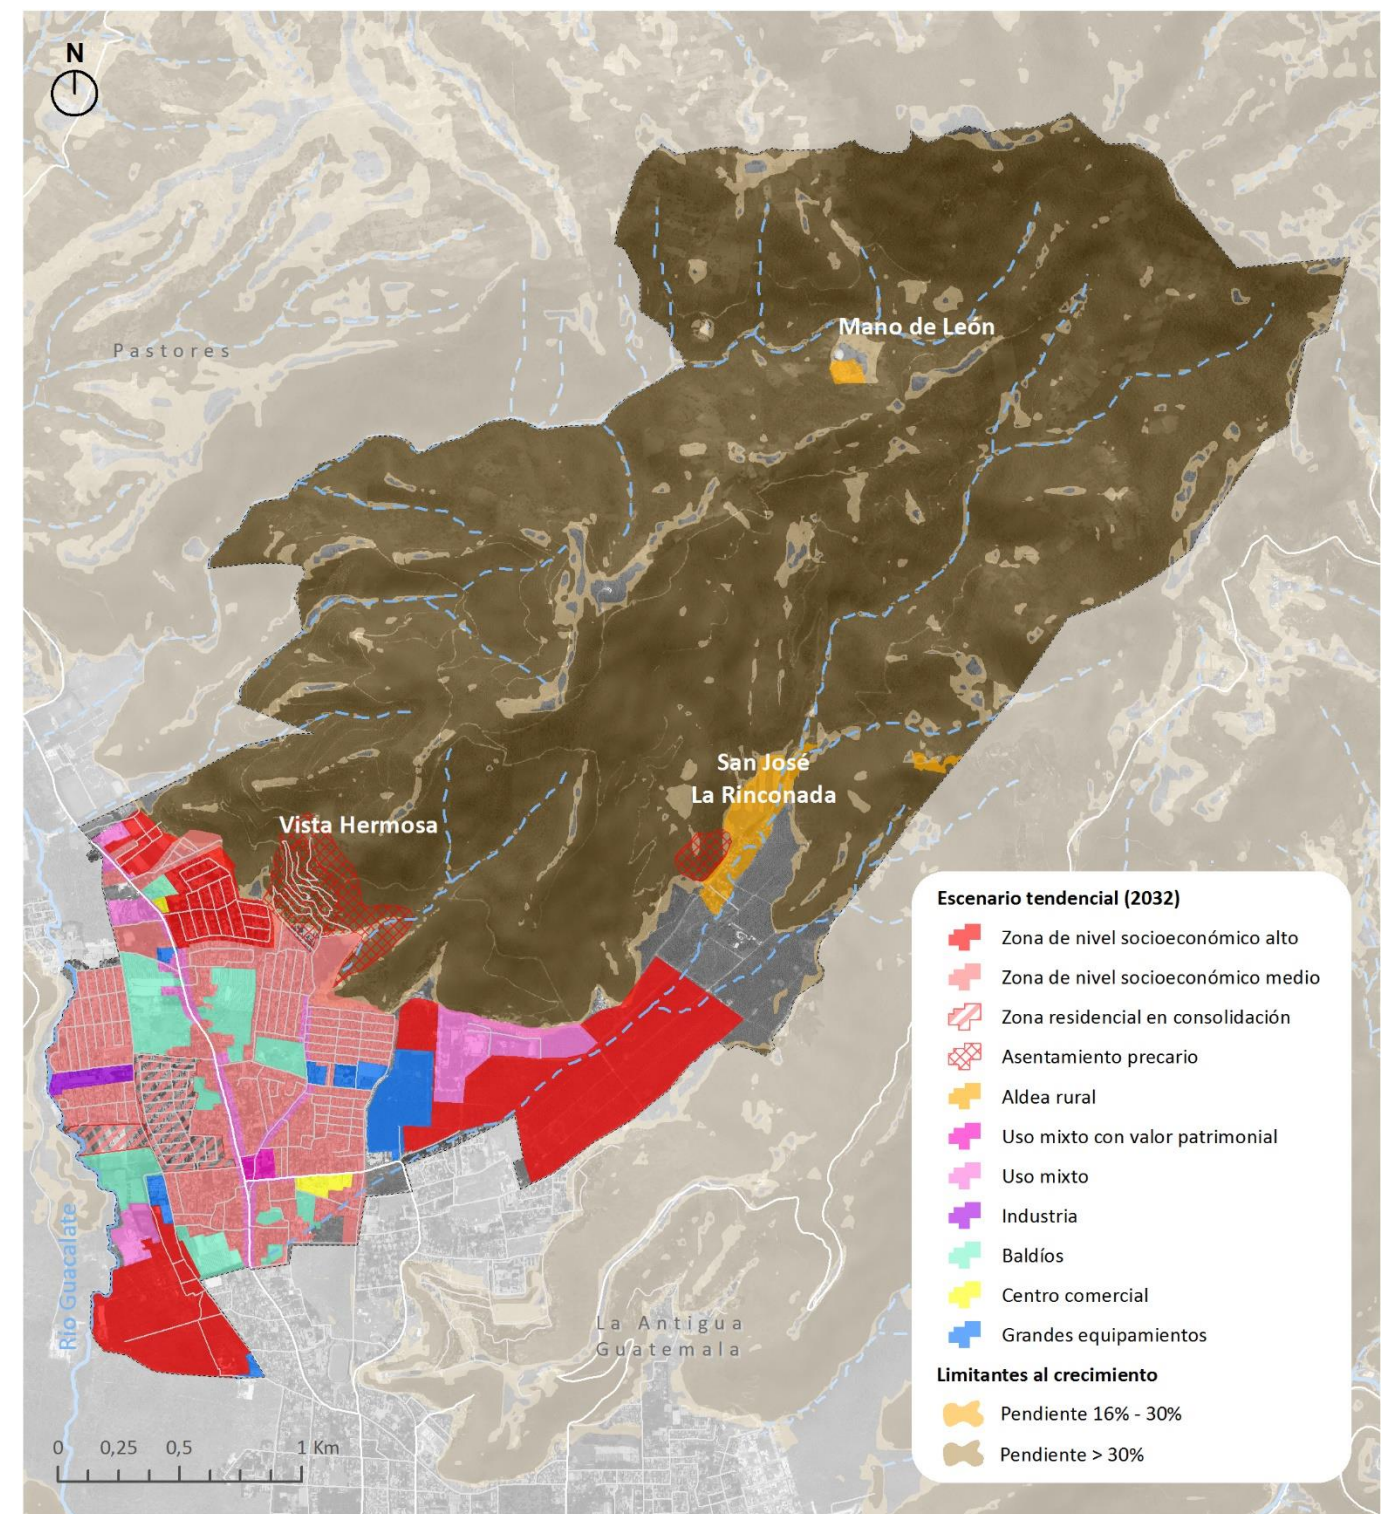 N
Mano de León
Pastores
San José
La Rinconada
Vista Hermosa
Río Guacalate
La Antigua
Guatemala
0 0,25 0,5 1 Km
Escenario tendencial (2032)
Zona de nivel socioeconómico alto
Zona de nivel socioeconómico medio
Zona residencial en consolidación
Asentamiento precario
Aldea rural
Uso mixto con valor patrimonial
Uso mixto
Industria
Baldíos
Centro comercial
Grandes equipamientos
Limitantes al crecimiento
Pendiente 16% - 30%
Pendiente > 30%